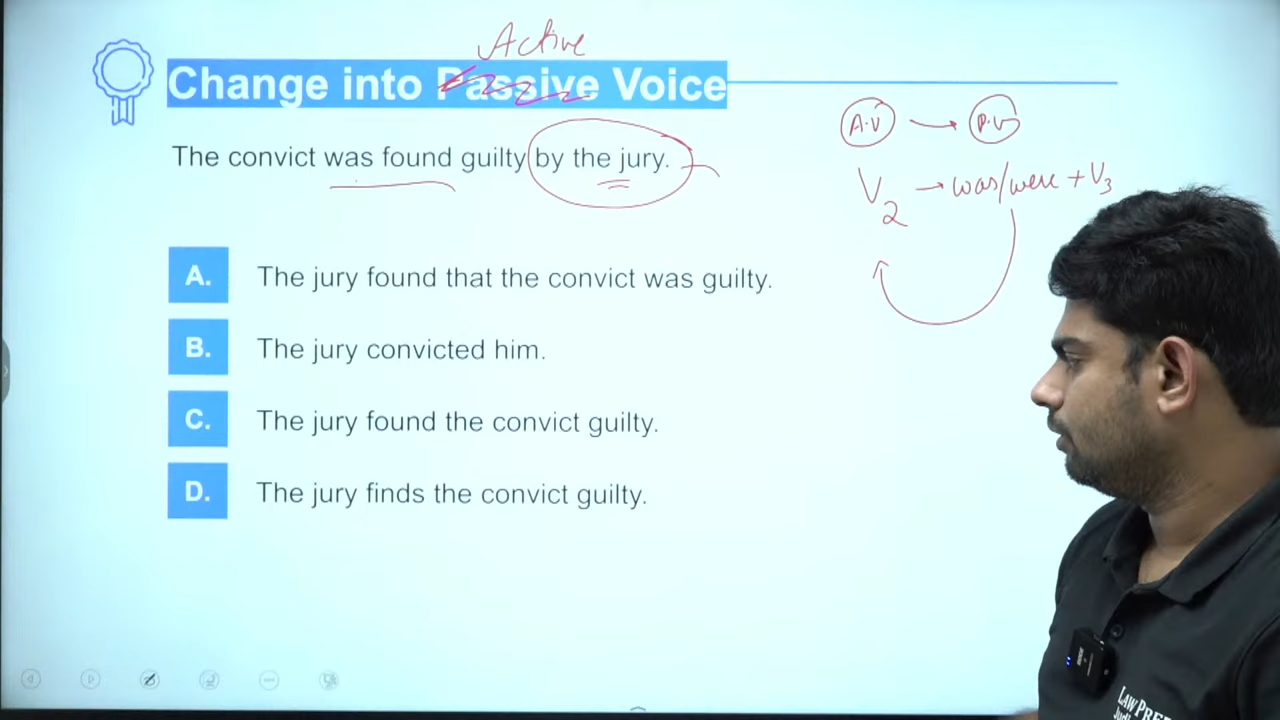 Active
Change into Passive Voice
The convict was found guilty by the jury.
A.V → P.V
V2 → was/were + V3
A. The jury found that the convict was guilty.
B. The jury convicted him.
C. The jury found the convict guilty.
D. The jury finds the convict guilty.
LAW PREP